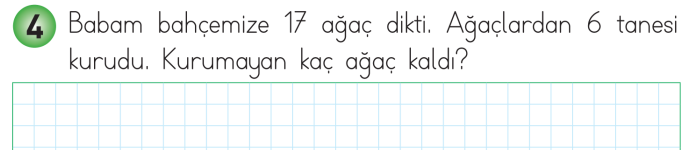 4 Babam bahçemize 17 ağaç dikti. Ağaçlardan 6 tanesi
kurudu. Kurumayan kaç ağaç kaldı?